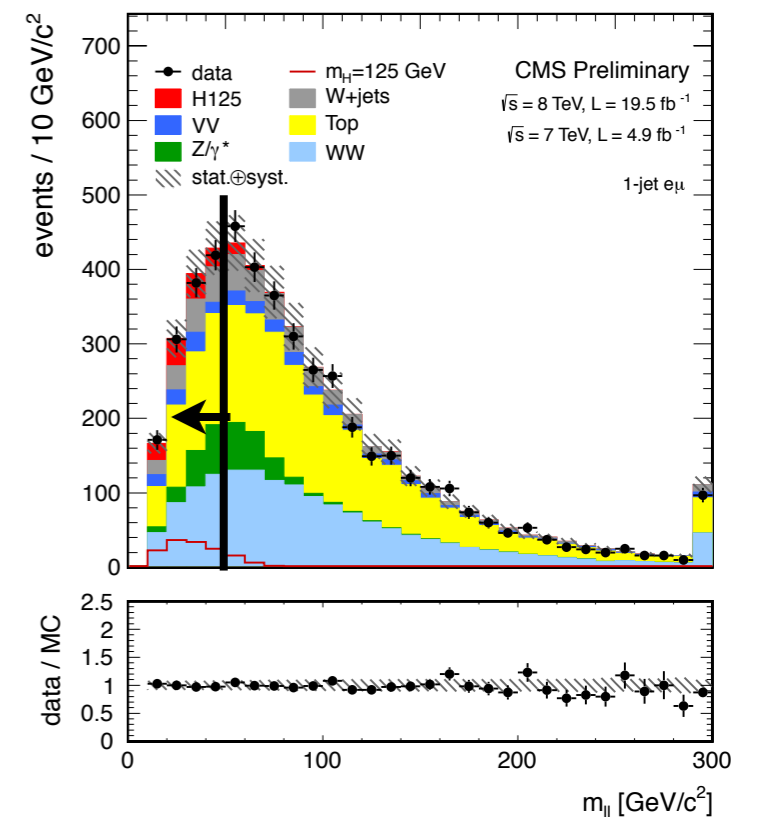 events / 10 GeV/c²
700
600
500
400
300
200
100
0
data
m_H=125 GeV
H125
W+jets
VV
Top
Z/γ*
WW
stat.⊕syst.
CMS Preliminary
√s = 8 TeV, L = 19.5 fb⁻¹
√s = 7 TeV, L = 4.9 fb⁻¹
1-jet eμ
data / MC
2.5
2
1.5
1
0.5
0
0 100 200 300
m_ll [GeV/c²]